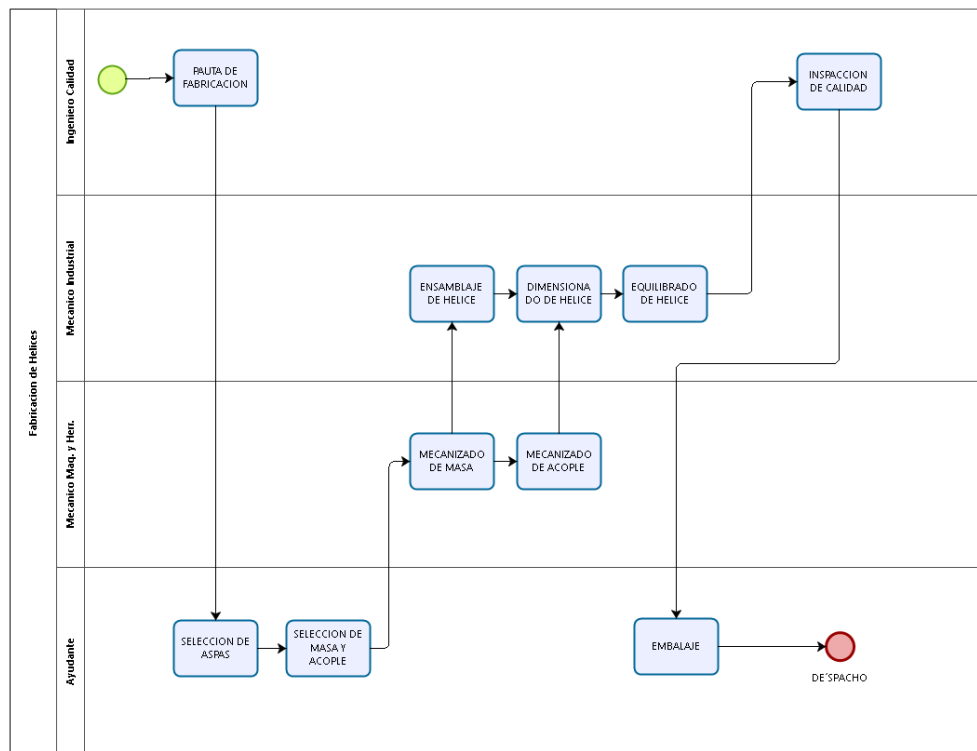 Fabricacion de Helices
Ingeniero Calidad
PAUTA DE
FABRICACION
INSPACCION
DE CALIDAD
Mecanico Industrial
ENSAMBLAJE
DE HELICE
DIMENSIONA
DO DE HELICE
EQUILIBRADO
DE HELICE
Mecanico Maq. y Herr.
MECANIZADO
DE MASA
MECANIZADO
DE ACOPLE
Ayudante
SELECCION DE
ASPAS
SELECCION DE
MASA Y
ACOPLE
EMBALAJE
DE´SPACHO